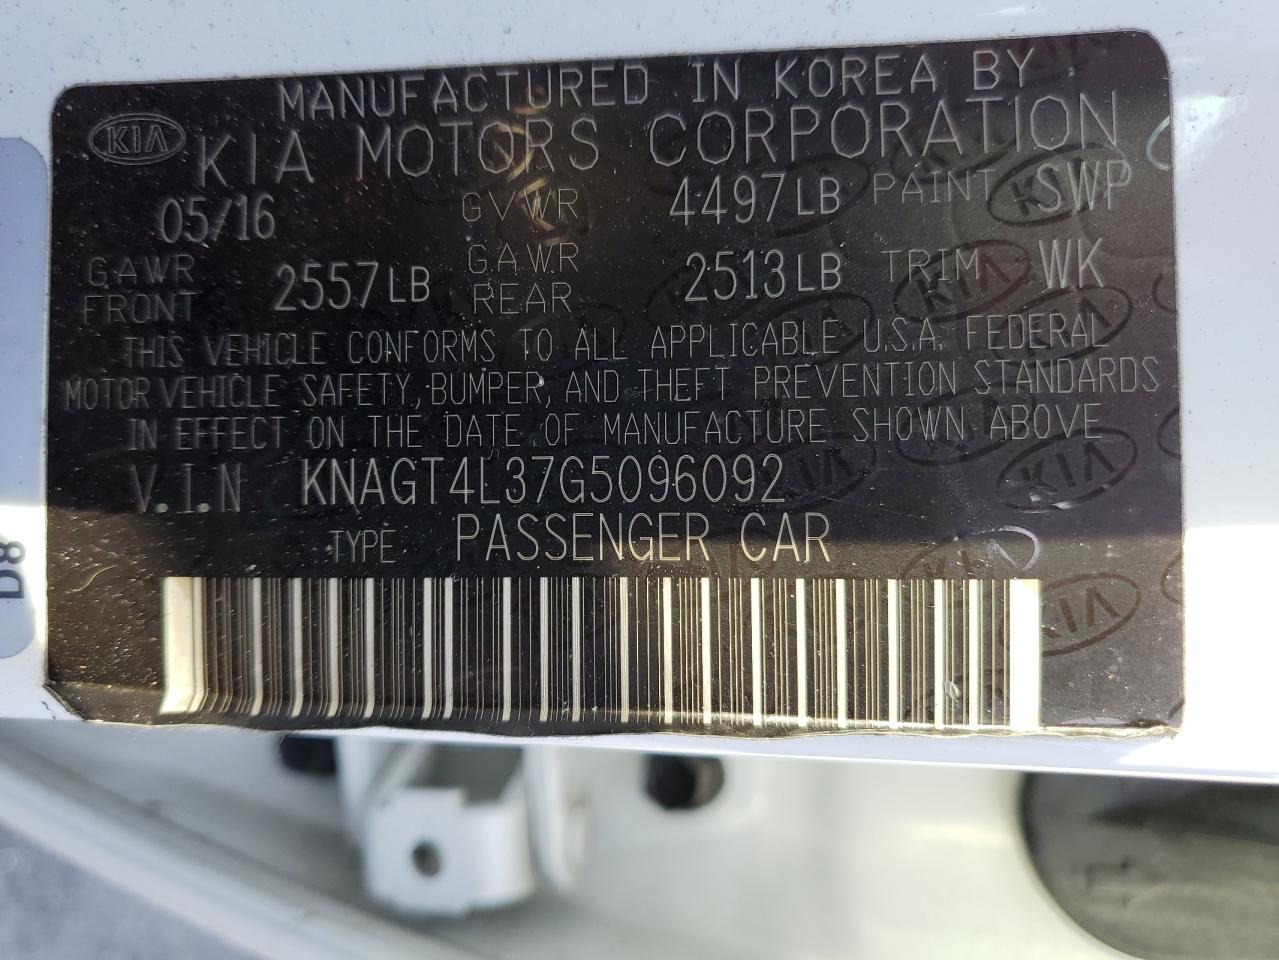 MANUFACTURED IN KOREA BY
KIA KIA MOTORS CORPORATION
05/16 GVWR 4497LB PAINT SWP
GAWR FRONT 2557LB GAWR REAR 2513LB TRIM WK
THIS VEHICLE CONFORMS TO ALL APPLICABLE U.S.A. FEDERAL
MOTOR VEHICLE SAFETY, BUMPER, AND THEFT PREVENTION STANDARDS
IN EFFECT ON THE DATE OF MANUFACTURE SHOWN ABOVE
V.I.N KNAGT4L37G5096092
TYPE PASSENGER CAR
D8